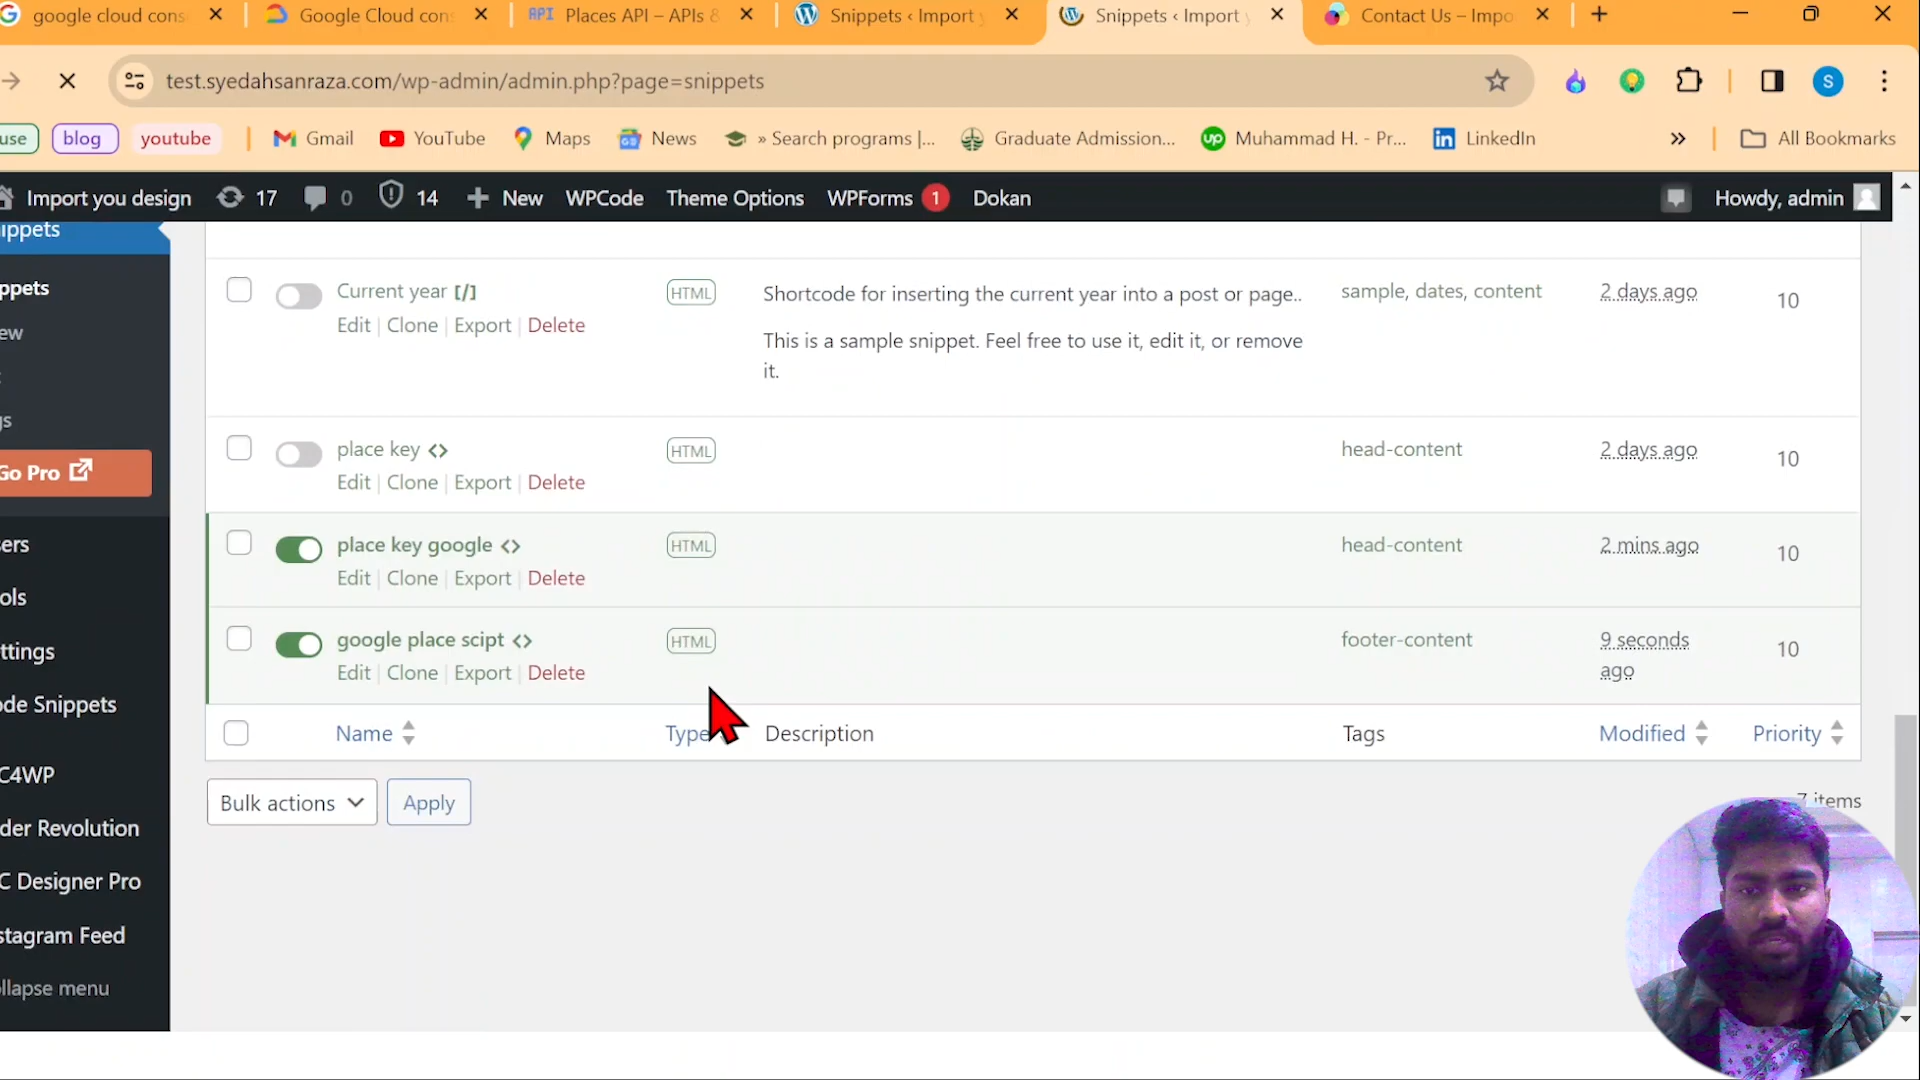 google cloud cons
Google Cloud cons
API Places API – APIs &
Snippets ‹ Import y
Snippets ‹ Import y
Contact Us – Impo
test.syedahsanraza.com/wp-admin/admin.php?page=snippets
S
use
blog
youtube
Gmail
YouTube
Maps
News
» Search programs |...
Graduate Admission...
up Muhammad H. - Pr...
in LinkedIn
»
All Bookmarks
Import you design
17
0
14
+ New
WPCode
Theme Options
WPForms 1
Dokan
Howdy, admin
ippets
ppets
ew
gs
Go Pro
ers
ols
ttings
ode Snippets
C4WP
der Revolution
C Designer Pro
stagram Feed
ollapse menu
Current year [/]
Edit | Clone | Export | Delete
HTML
Shortcode for inserting the current year into a post or page..
This is a sample snippet. Feel free to use it, edit it, or remove
it.
sample, dates, content
2 days ago
10
place key <>
Edit | Clone | Export | Delete
HTML
head-content
2 days ago
10
place key google <>
Edit | Clone | Export | Delete
HTML
head-content
2 mins ago
10
google place scipt <>
Edit | Clone | Export | Delete
HTML
footer-content
9 seconds
ago
10
Name
Type
Description
Tags
Modified
Priority
Bulk actions
Apply
7 items